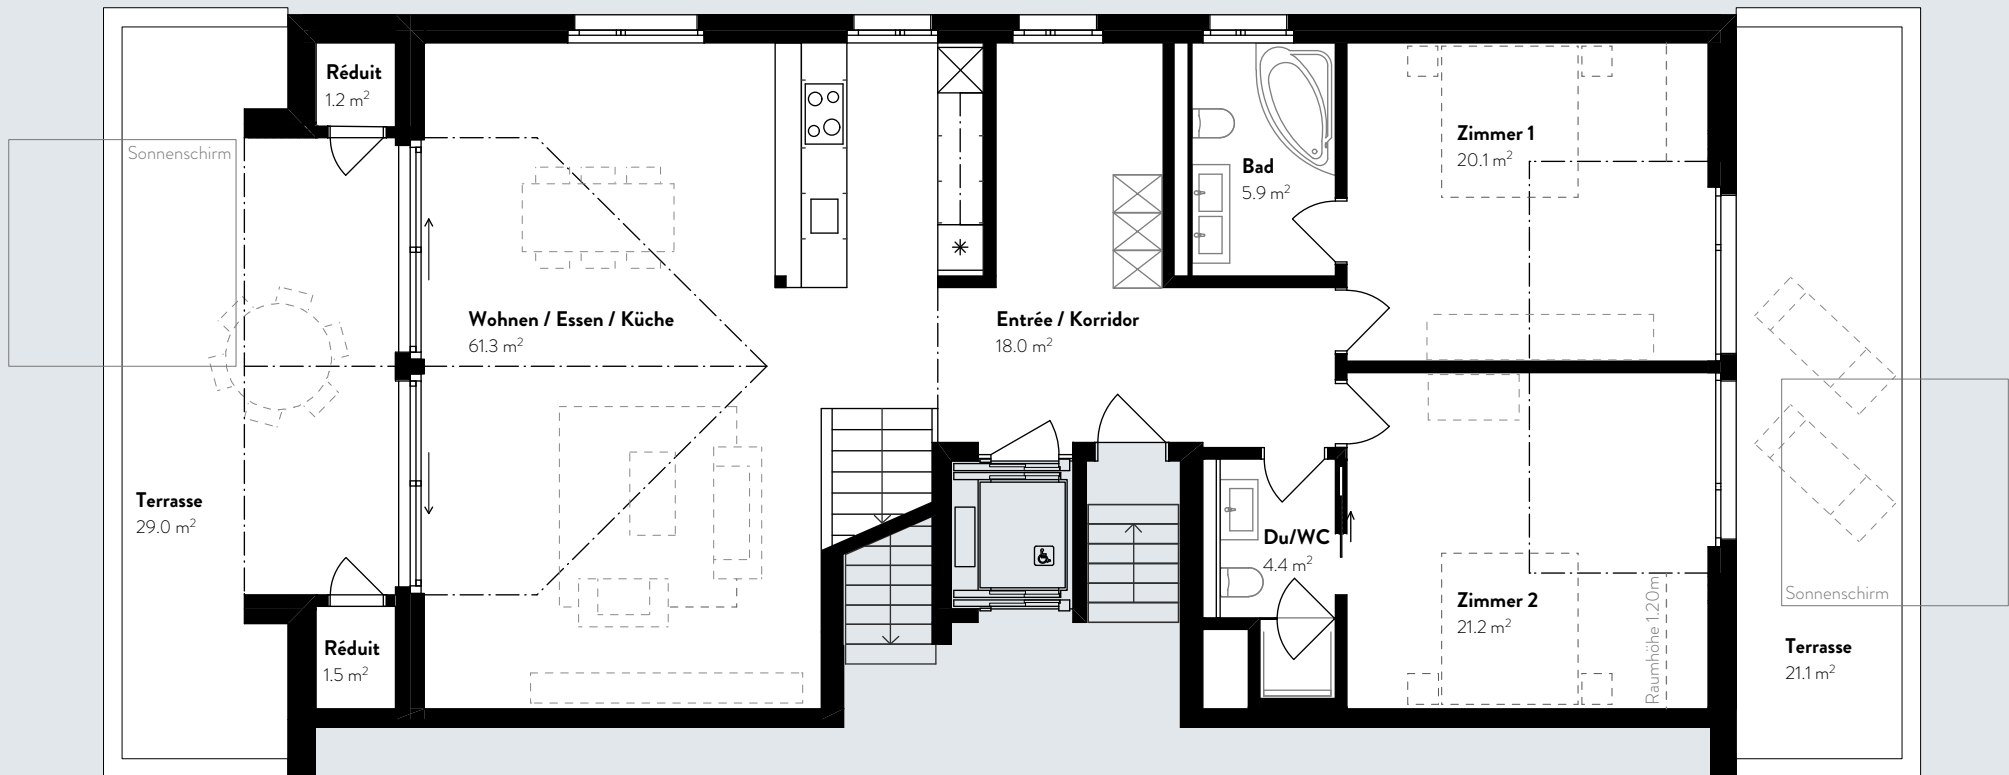 Réduit
1.2 m²
Sonnenschirm
Zimmer 1
20.1 m²
Bad
5.9 m²
Wohnen / Essen / Küche
61.3 m²
Entrée / Korridor
18.0 m²
Terrasse
29.0 m²
Du/WC
4.4 m²
Zimmer 2
21.2 m²
Raumhöhe 1.20m
Sonnenschirm
Réduit
1.5 m²
Terrasse
21.1 m²